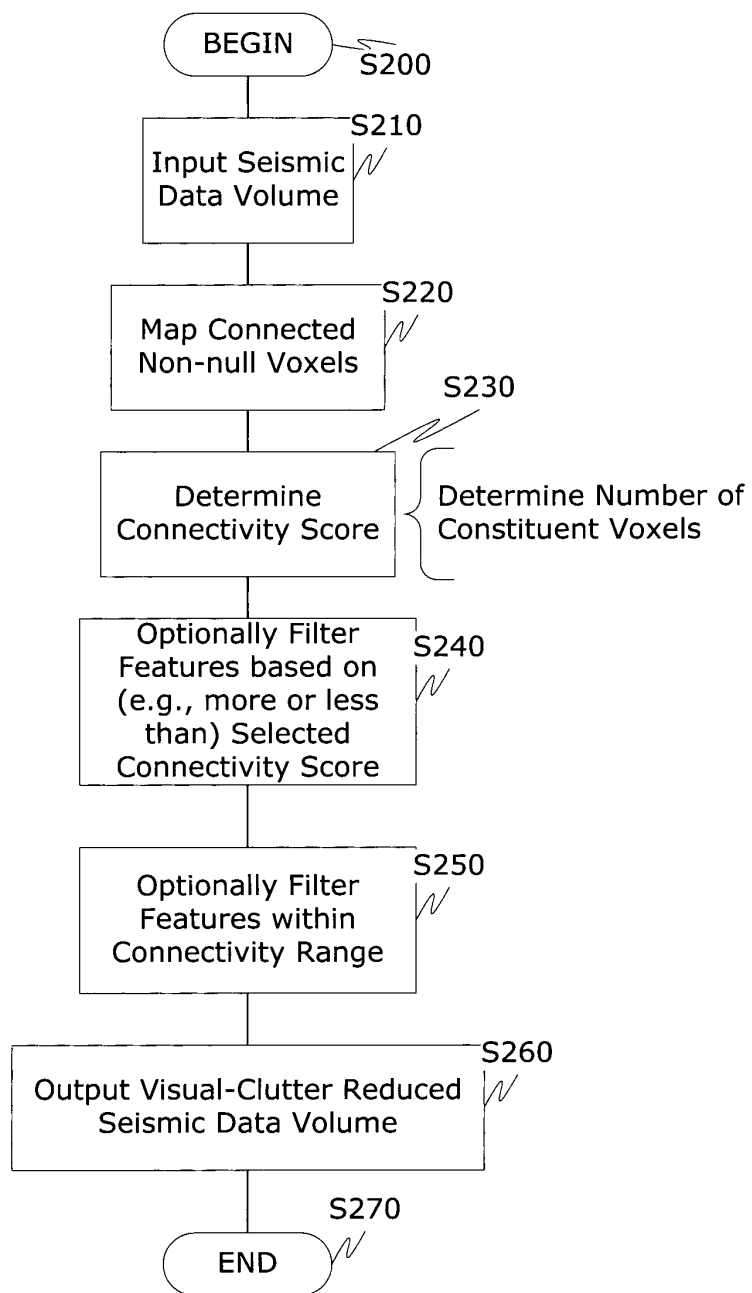 BEGIN
S200
S210
Input Seismic
Data Volume
S220
Map Connected
Non-null Voxels
S230
Determine
Connectivity Score
Determine Number of
Constituent Voxels
S240
Optionally Filter
Features based on
(e.g., more or less
than) Selected
Connectivity Score
S250
Optionally Filter
Features within
Connectivity Range
S260
Output Visual-Clutter Reduced
Seismic Data Volume
S270
END